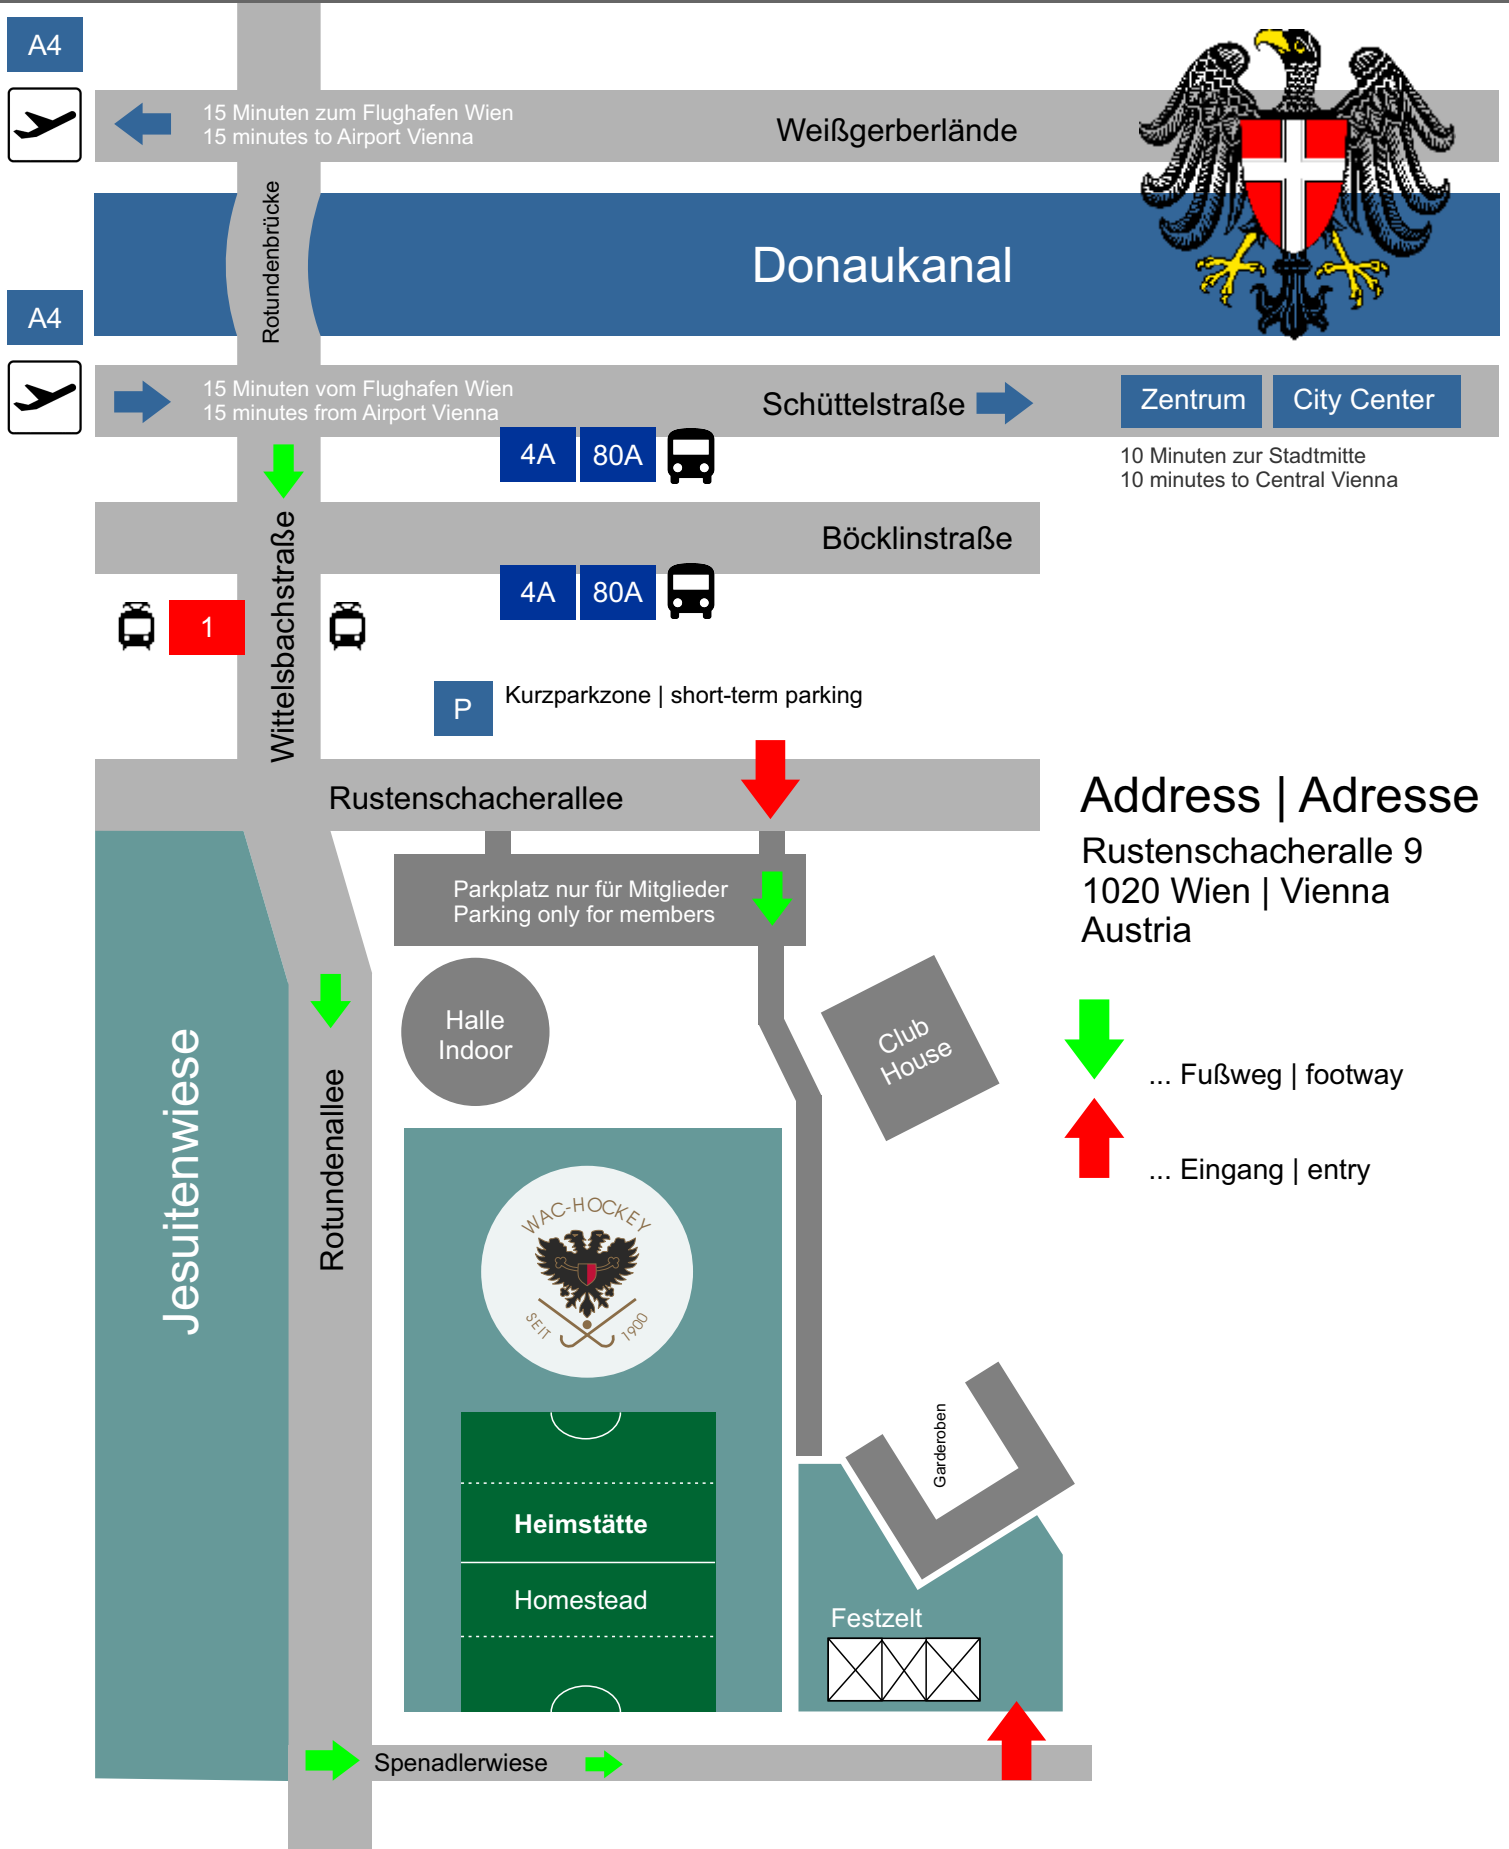 A4
15 Minuten zum Flughafen Wien
15 minutes to Airport Vienna
Weißgerberlände
Rotundenbrücke
Donaukanal
A4
15 Minuten vom Flughafen Wien
15 minutes from Airport Vienna
Schüttelstraße
Zentrum
City Center
10 Minuten zur Stadtmitte
10 minutes to Central Vienna
4A
80A
Böcklinstraße
Wittelsbachstraße
4A
80A
1
P
Kurzparkzone | short-term parking
Rustenschacherallee
Address | Adresse
Rustenschacheralle 9
1020 Wien | Vienna
Austria
Parkplatz nur für Mitglieder
Parking only for members
Halle
Indoor
Club
House
... Fußweg | footway
... Eingang | entry
Jesuitenwiese
Rotundenallee
WAC-HOCKEY
SEIT 1900
Garderoben
Heimstätte
Homestead
Festzelt
Spenadlerwiese